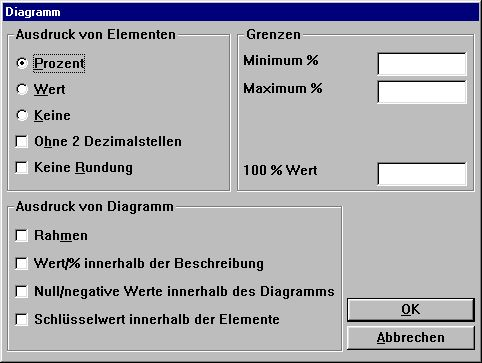 Diagramm
Ausdruck von Elementen
Prozent
Wert
Keine
Ohne 2 Dezimalstellen
Keine Rundung
Grenzen
Minimum %
Maximum %
100 % Wert
Ausdruck von Diagramm
Rahmen
Wert/% innerhalb der Beschreibung
Null/negative Werte innerhalb des Diagramms
Schlüsselwert innerhalb der Elemente
OK
Abbrechen